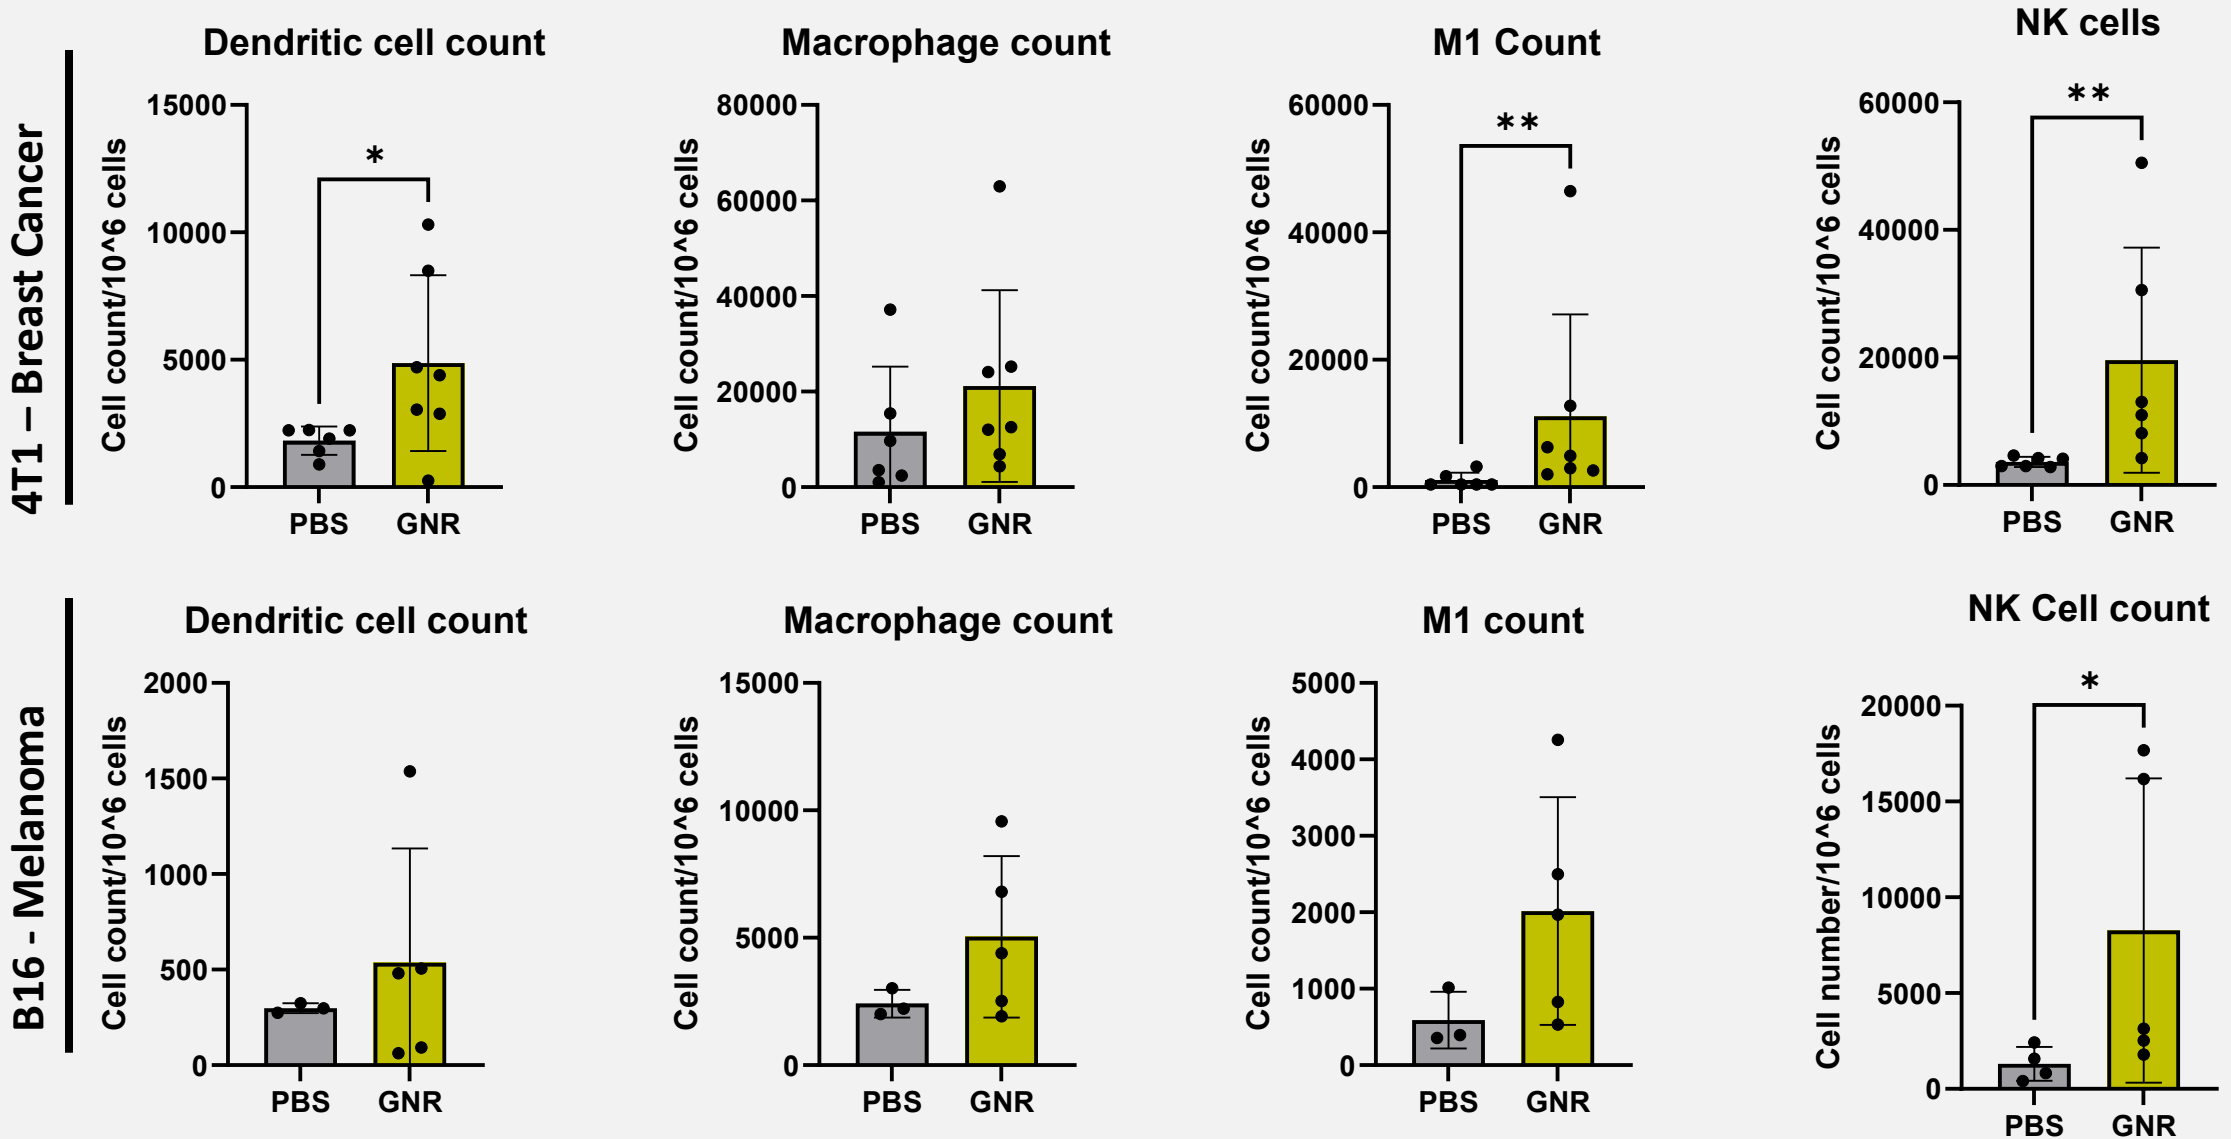 4T1 – Breast Cancer
Dendritic cell count
Cell count/10^6 cells
15000
10000
5000
0
*
PBS
GNR
Macrophage count
Cell count/10^6 cells
80000
60000
40000
20000
0
PBS
GNR
M1 Count
Cell count/10^6 cells
60000
40000
20000
0
**
PBS
GNR
NK cells
Cell count/10^6 cells
60000
40000
20000
0
**
PBS
GNR
B16 - Melanoma
Dendritic cell count
Cell count/10^6 cells
2000
1500
1000
500
0
PBS
GNR
Macrophage count
Cell count/10^6 cells
15000
10000
5000
0
PBS
GNR
M1 count
Cell count/10^6 cells
5000
4000
3000
2000
1000
0
PBS
GNR
NK Cell count
Cell number/10^6 cells
20000
15000
10000
5000
0
*
PBS
GNR